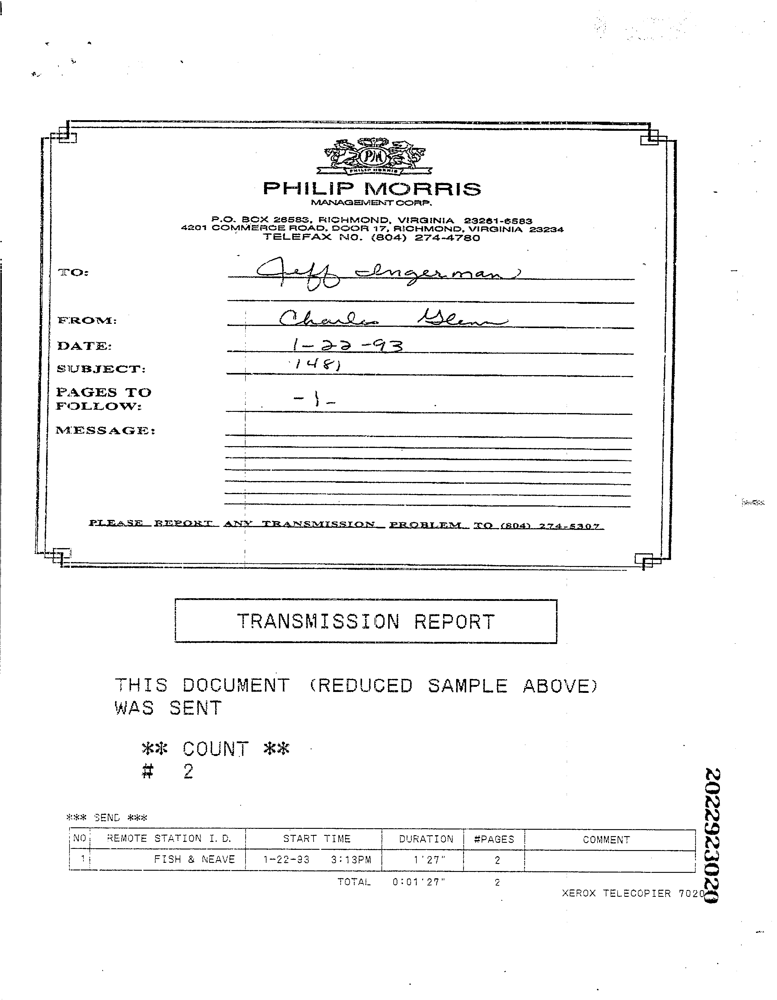 PM
PHILIP MORRIS
PHILIP MORRIS
MANAGEMENT CORP.
P.O. BOX 26583, RICHMOND, VIRGINIA 23261-6583
4201 COMMERCE ROAD, DOOR 17, RICHMOND, VIRGINIA 23234
TELEFAX NO. (804) 274-4780
TO: Jeff Ingerman
FROM: Charles Glenn
DATE: 1-22-93
SUBJECT: 1481
PAGES TO
FOLLOW: -1-
MESSAGE:
PLEASE REPORT ANY TRANSMISSION PROBLEM TO (804) 274-5307
TRANSMISSION REPORT
THIS DOCUMENT (REDUCED SAMPLE ABOVE)
WAS SENT
** COUNT **
# 2
*** SEND ***
NO REMOTE STATION I.D. START TIME DURATION #PAGES COMMENT
1 FISH & NEAVE 1-22-93 3:13PM 1'27" 2
TOTAL 0:01'27" 2
XEROX TELECOPIER 7020
2022923020